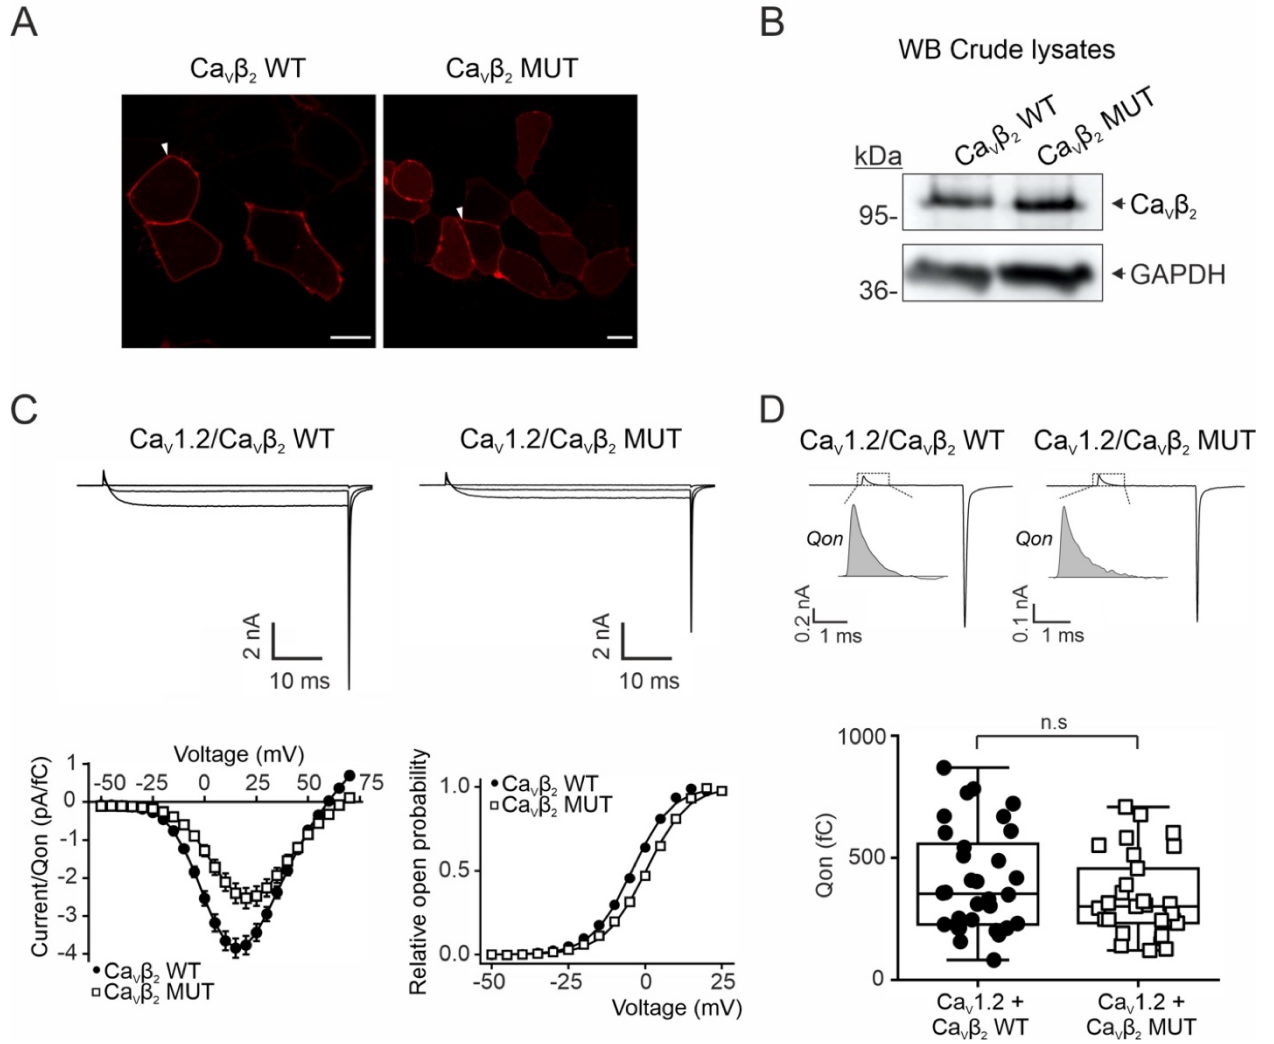 A
Caᵥβ₂ WT
Caᵥβ₂ MUT
B
WB Crude lysates
kDa
Caᵥβ₂ WT
Caᵥβ₂ MUT
95-
Caᵥβ₂
36-
GAPDH
C
Caᵥ1.2/Caᵥβ₂ WT
Caᵥ1.2/Caᵥβ₂ MUT
2 nA
10 ms
2 nA
10 ms
Voltage (mV)
-50 -25 0 25 50 75
1
0
-1
-2
-3
-4
Current/Qon (pA/fC)
Caᵥβ₂ WT
Caᵥβ₂ MUT
Relative open probability
1.0
0.5
0.0
Caᵥβ₂ WT
Caᵥβ₂ MUT
-50 -25 0 25
Voltage (mV)
D
Caᵥ1.2/Caᵥβ₂ WT
Caᵥ1.2/Caᵥβ₂ MUT
Qon
0.2 nA
1 ms
Qon
0.1 nA
1 ms
n.s
1000
500
0
Qon (fC)
Caᵥ1.2 +
Caᵥβ₂ WT
Caᵥ1.2 +
Caᵥβ₂ MUT